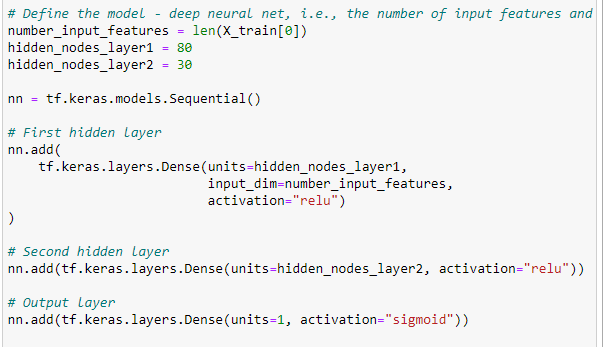 # Define the model - deep neural net, i.e., the number of input features and
number_input_features = len(X_train[0])
hidden_nodes_layer1 = 80
hidden_nodes_layer2 = 30
nn = tf.keras.models.Sequential()
# First hidden layer
nn.add(
    tf.keras.layers.Dense(units=hidden_nodes_layer1,
                          input_dim=number_input_features,
                          activation="relu")
)
# Second hidden layer
nn.add(tf.keras.layers.Dense(units=hidden_nodes_layer2, activation="relu"))
# Output layer
nn.add(tf.keras.layers.Dense(units=1, activation="sigmoid"))